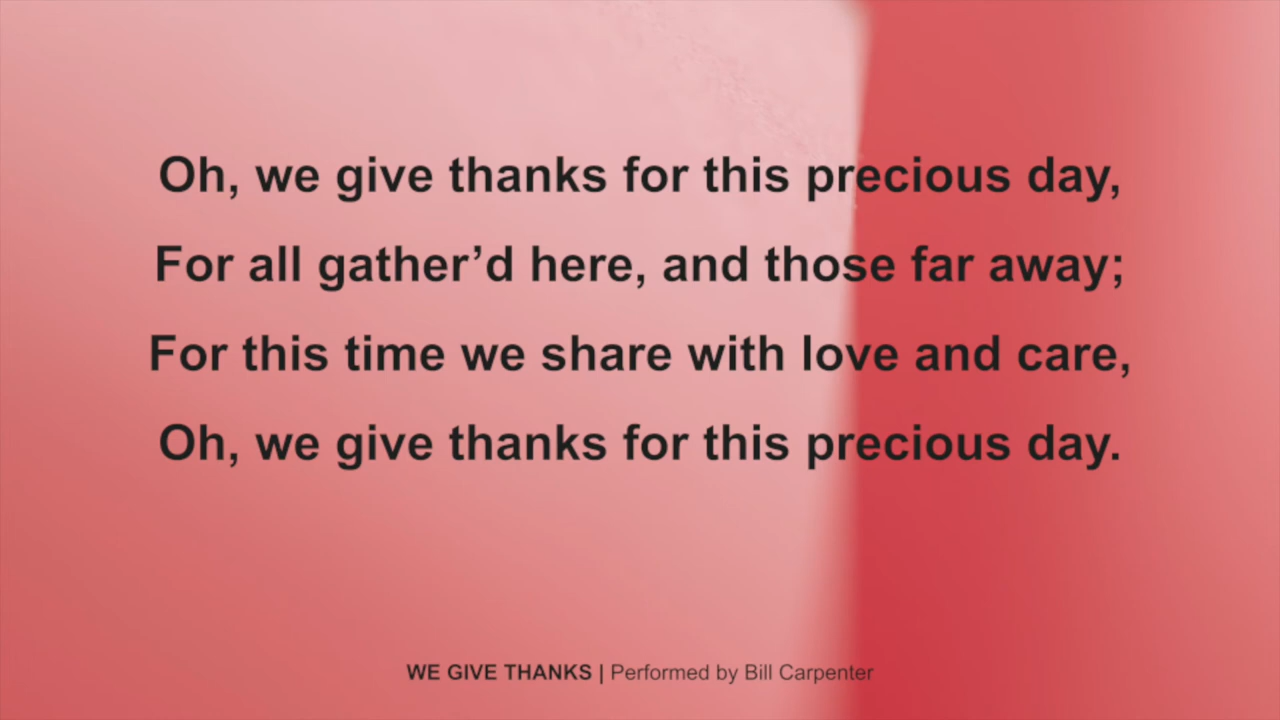 Oh, we give thanks for this precious day,
For all gather’d here, and those far away;
For this time we share with love and care,
Oh, we give thanks for this precious day.
WE GIVE THANKS | Performed by Bill Carpenter